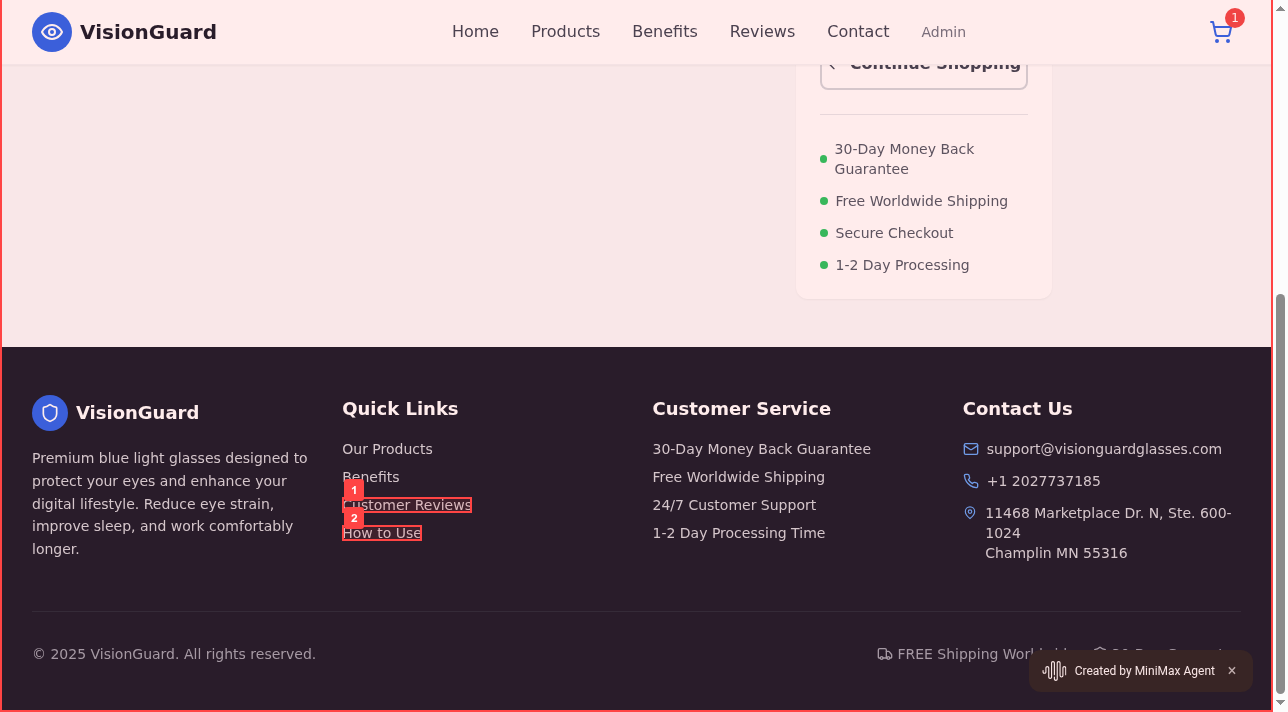 VisionGuard
Home
Products
Benefits
Reviews
Contact
Admin
1
Continue Shopping
30-Day Money Back
Guarantee
Free Worldwide Shipping
Secure Checkout
1-2 Day Processing
VisionGuard
Premium blue light glasses designed to
protect your eyes and enhance your
digital lifestyle. Reduce eye strain,
improve sleep, and work comfortably
longer.
Quick Links
Our Products
Benefits
1
Customer Reviews
2
How to Use
Customer Service
30-Day Money Back Guarantee
Free Worldwide Shipping
24/7 Customer Support
1-2 Day Processing Time
Contact Us
support@visionguardglasses.com
+1 2027737185
11468 Marketplace Dr. N, Ste. 600-
1024
Champlin MN 55316
© 2025 VisionGuard. All rights reserved.
FREE Shipping
Created by MiniMax Agent